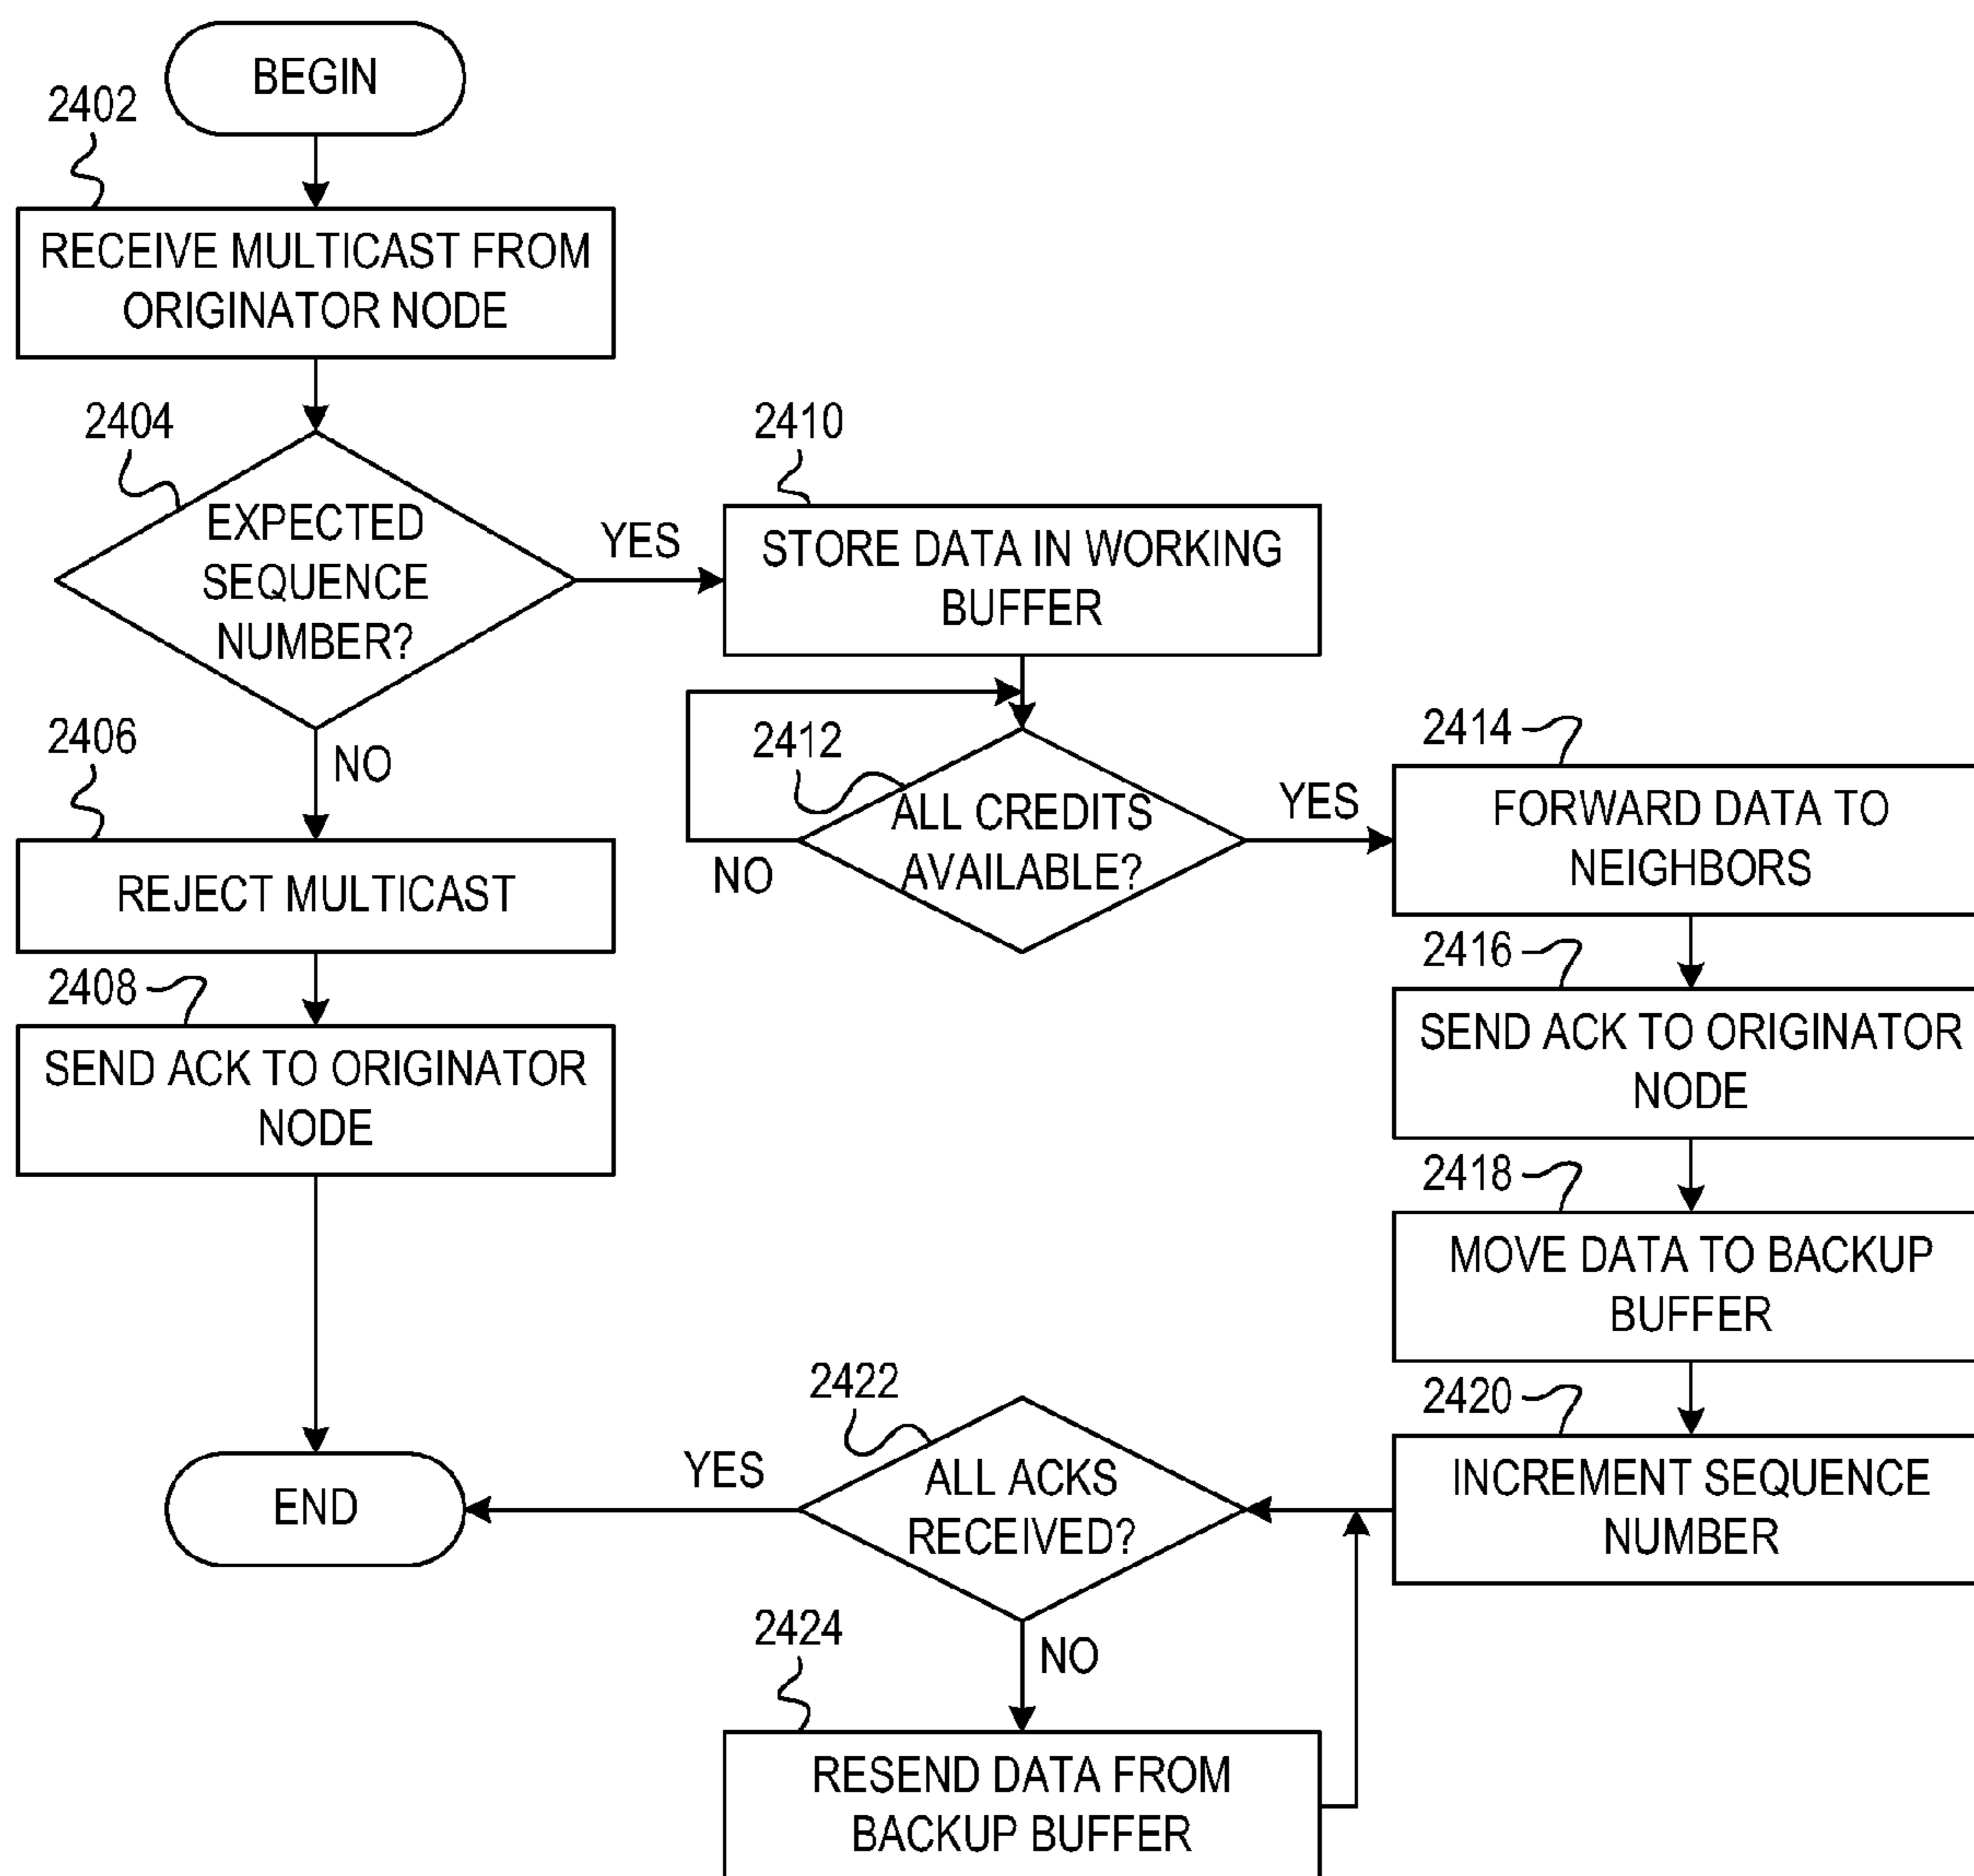 BEGIN
2402
RECEIVE MULTICAST FROM
ORIGINATOR NODE
2404
EXPECTED
SEQUENCE
NUMBER?
YES
NO
2406
REJECT MULTICAST
2408
SEND ACK TO ORIGINATOR
NODE
2410
STORE DATA IN WORKING
BUFFER
2412
ALL CREDITS
AVAILABLE?
NO
YES
2414
FORWARD DATA TO
NEIGHBORS
2416
SEND ACK TO ORIGINATOR
NODE
2418
MOVE DATA TO BACKUP
BUFFER
2420
INCREMENT SEQUENCE
NUMBER
2422
ALL ACKS
RECEIVED?
YES
NO
2424
RESEND DATA FROM
BACKUP BUFFER
END